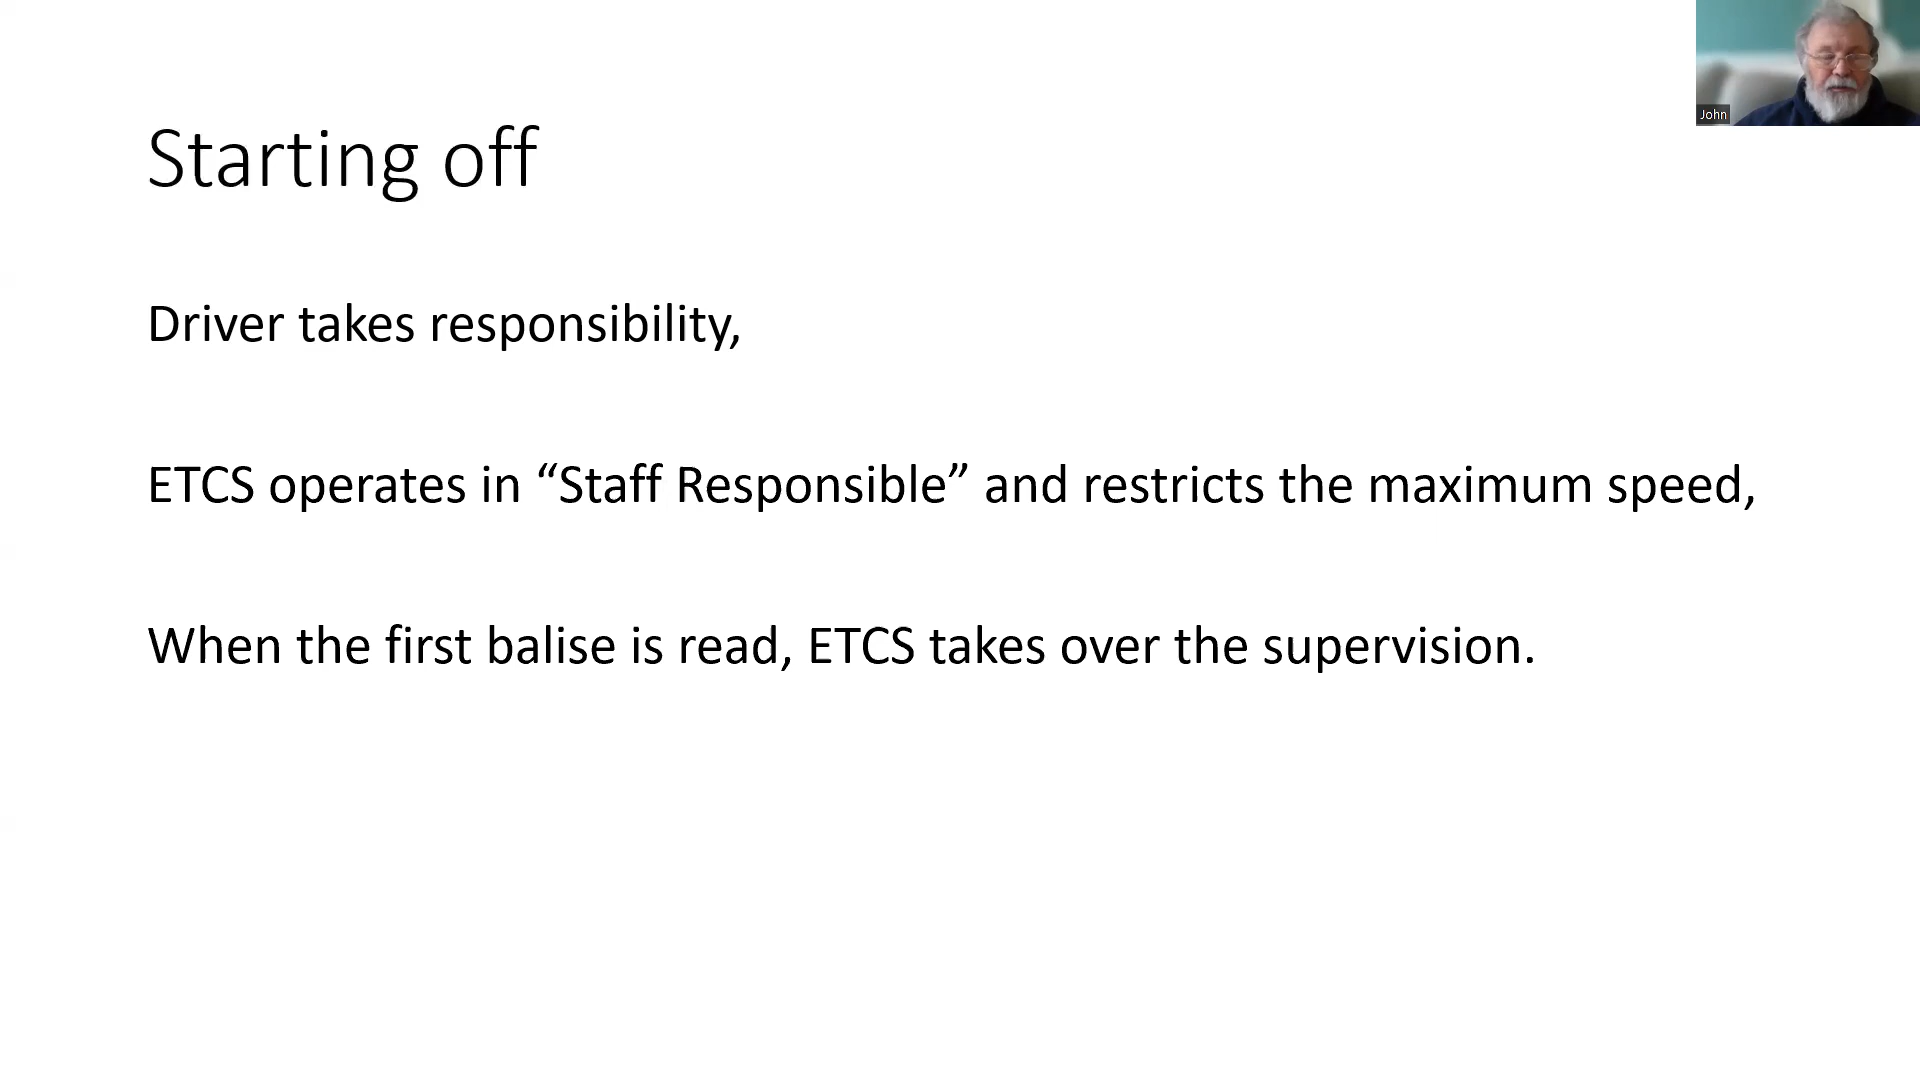 Starting off
John
Driver takes responsibility,
ETCS operates in “Staff Responsible” and restricts the maximum speed,
When the first balise is read, ETCS takes over the supervision.